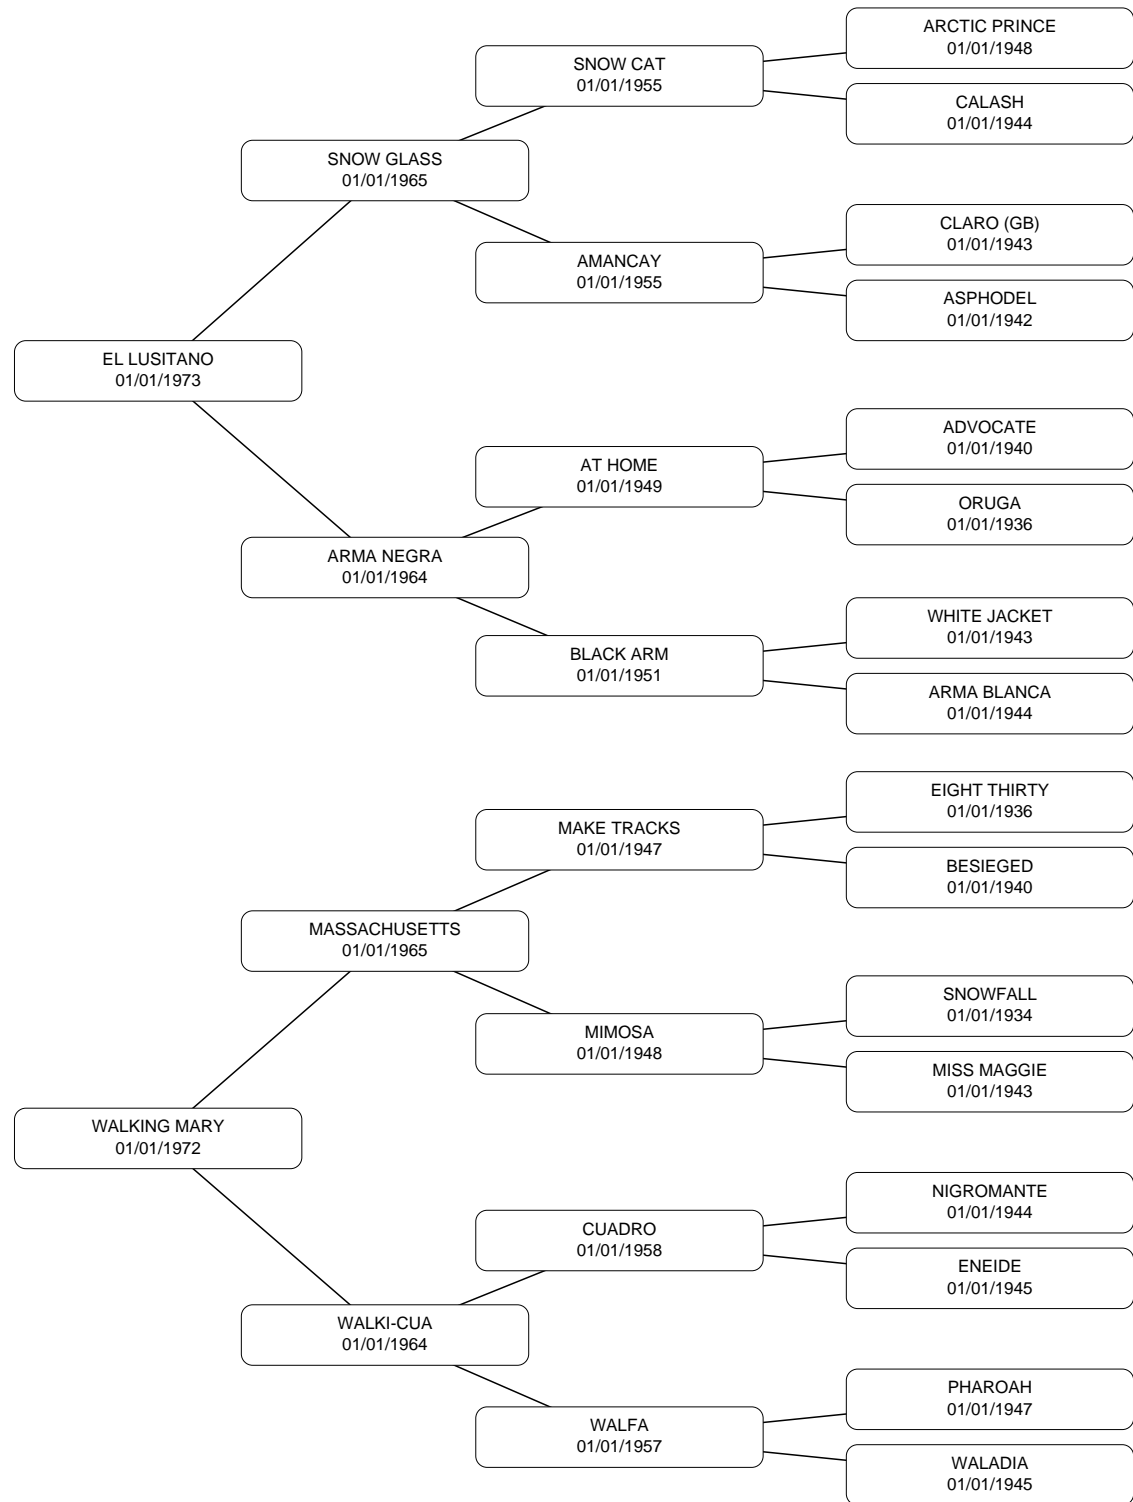 ARCTIC PRINCE
01/01/1948
SNOW CAT
01/01/1955
CALASH
01/01/1944
SNOW GLASS
01/01/1965
CLARO (GB)
01/01/1943
AMANCAY
01/01/1955
ASPHODEL
01/01/1942
EL LUSITANO
01/01/1973
ADVOCATE
01/01/1940
AT HOME
01/01/1949
ORUGA
01/01/1936
ARMA NEGRA
01/01/1964
WHITE JACKET
01/01/1943
BLACK ARM
01/01/1951
ARMA BLANCA
01/01/1944
EIGHT THIRTY
01/01/1936
MAKE TRACKS
01/01/1947
BESIEGED
01/01/1940
MASSACHUSETTS
01/01/1965
SNOWFALL
01/01/1934
MIMOSA
01/01/1948
MISS MAGGIE
01/01/1943
WALKING MARY
01/01/1972
NIGROMANTE
01/01/1944
CUADRO
01/01/1958
ENEIDE
01/01/1945
WALKI-CUA
01/01/1964
PHAROAH
01/01/1947
WALFA
01/01/1957
WALADIA
01/01/1945